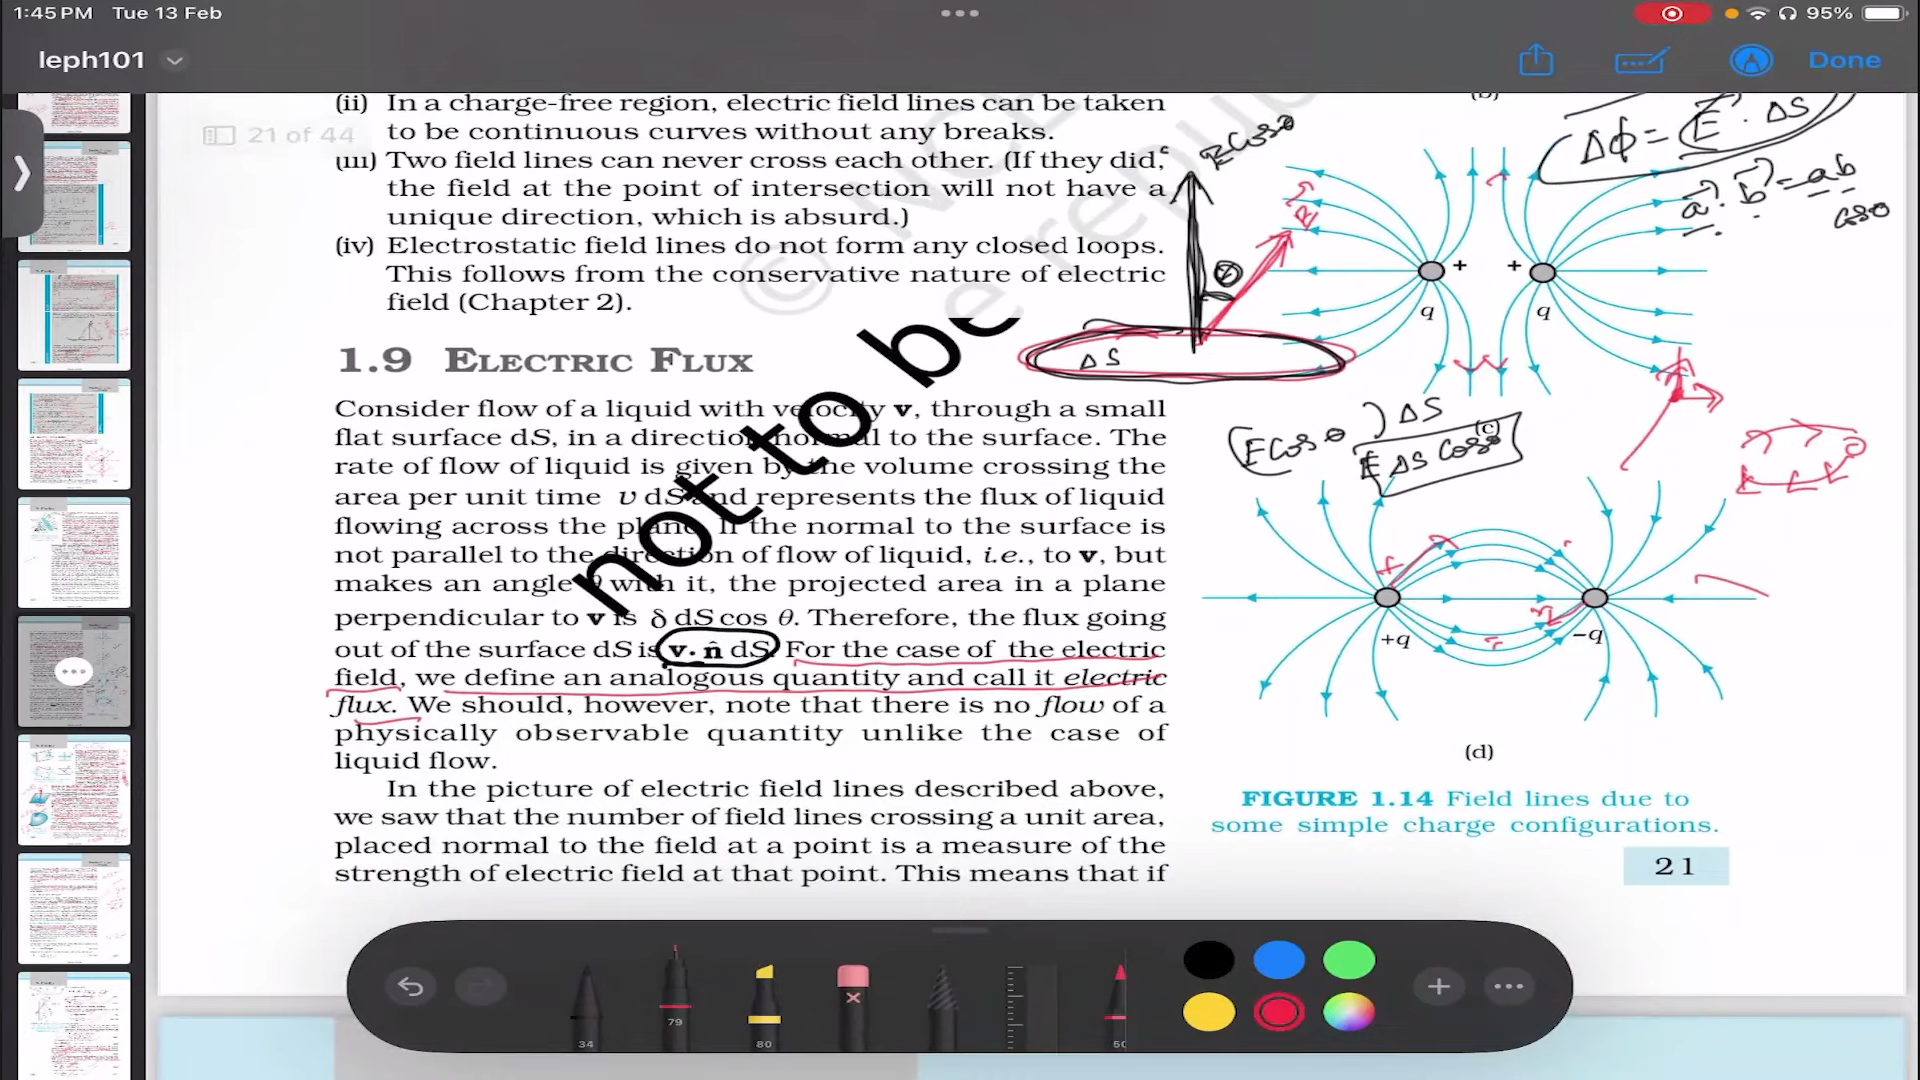 1:45 PM Tue 13 Feb
95%
leph101
Done
21 of 44
(ii) In a charge-free region, electric field lines can be taken
to be continuous curves without any breaks.
(iii) Two field lines can never cross each other. (If they did,
the field at the point of intersection will not have a
unique direction, which is absurd.)
(iv) Electrostatic field lines do not form any closed loops.
This follows from the conservative nature of electric
field (Chapter 2).
1.9 ELECTRIC FLUX
Consider flow of a liquid with velocity v, through a small
flat surface dS, in a direction normal to the surface. The
rate of flow of liquid is given by the volume crossing the
area per unit time v dS and represents the flux of liquid
flowing across the plane. If the normal to the surface is
not parallel to the direction of flow of liquid, i.e., to v, but
makes an angle θ with it, the projected area in a plane
perpendicular to v is δ dS cos θ. Therefore, the flux going
out of the surface dS is v. n̂ dS. For the case of the electric
field, we define an analogous quantity and call it electric
flux. We should, however, note that there is no flow of a
physically observable quantity unlike the case of
liquid flow.
In the picture of electric field lines described above,
we saw that the number of field lines crossing a unit area,
placed normal to the field at a point is a measure of the
strength of electric field at that point. This means that if
not to be
(b)
Δφ = E . ΔS
a . b = ab
cosθ
E cosθ
θ
ΔS
+ +
q q
(c)
(E cosθ) ΔS
E ΔS cosθ
+q −q
(d)
FIGURE 1.14 Field lines due to
some simple charge configurations.
21
34
79
80
50